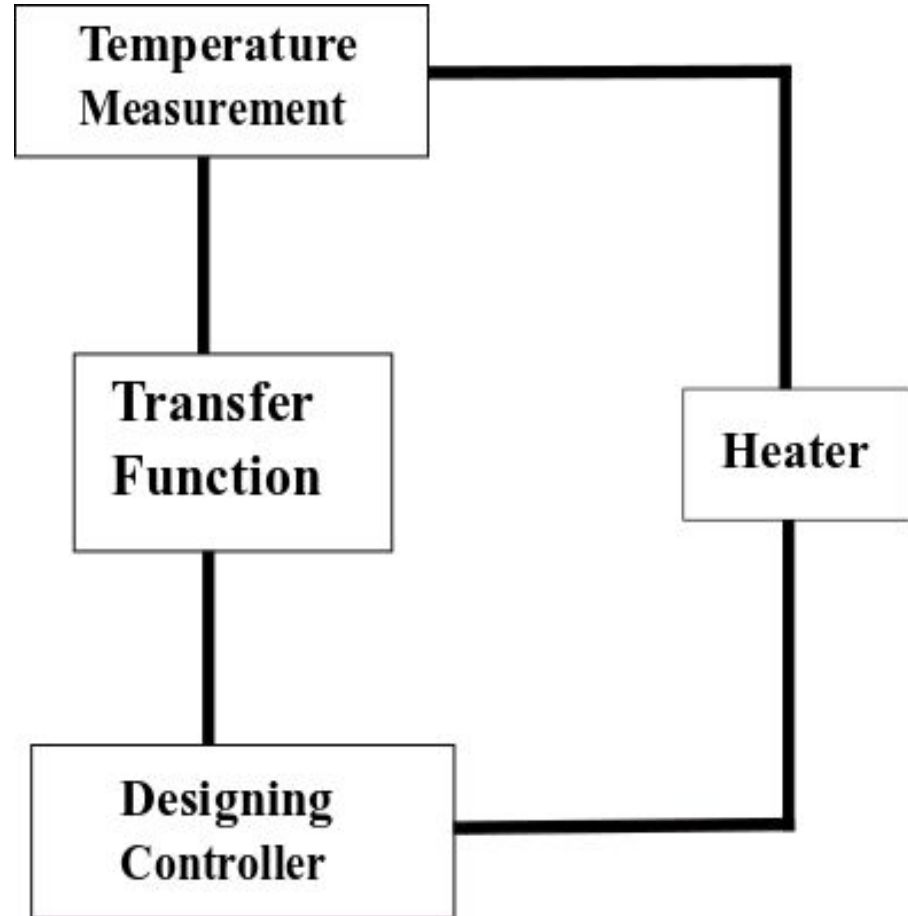 Temperature
Measurement
Transfer
Function
Heater
Designing
Controller